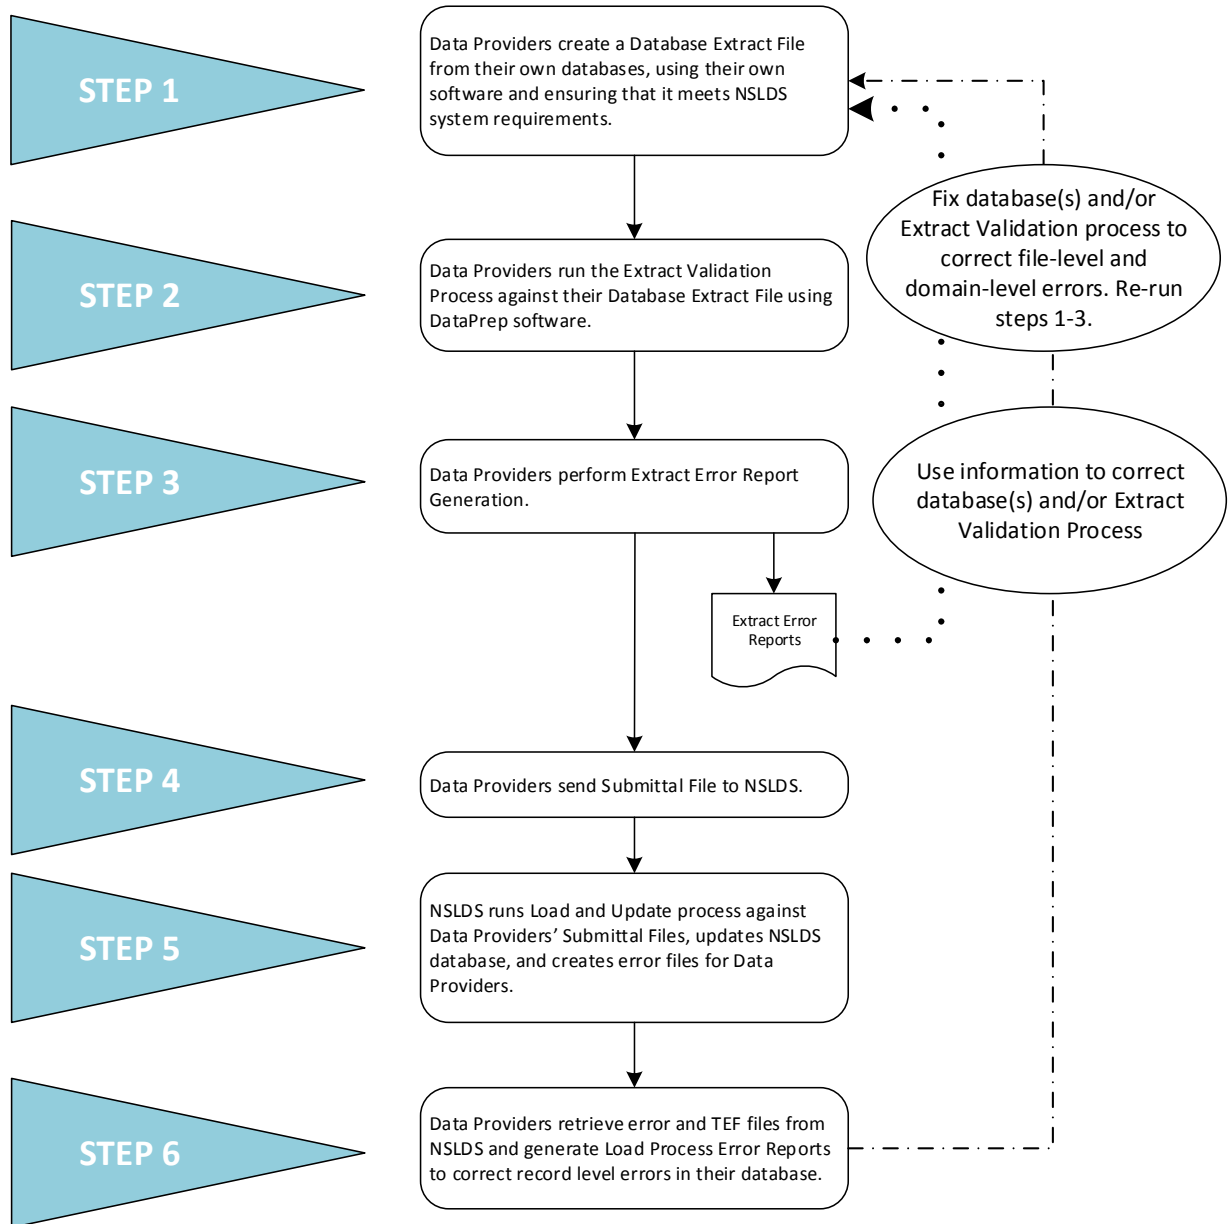 STEP 1
Data Providers create a Database Extract File
from their own databases, using their own
software and ensuring that it meets NSLDS
system requirements.
Fix database(s) and/or
Extract Validation process to
correct file-level and
domain-level errors. Re-run
steps 1-3.
STEP 2
Data Providers run the Extract Validation
Process against their Database Extract File using
DataPrep software.
STEP 3
Data Providers perform Extract Error Report
Generation.
Use information to correct
database(s) and/or Extract
Validation Process
Extract Error
Reports
STEP 4
Data Providers send Submittal File to NSLDS.
STEP 5
NSLDS runs Load and Update process against
Data Providers’ Submittal Files, updates NSLDS
database, and creates error files for Data
Providers.
STEP 6
Data Providers retrieve error and TEF files from
NSLDS and generate Load Process Error Reports
to correct record level errors in their database.